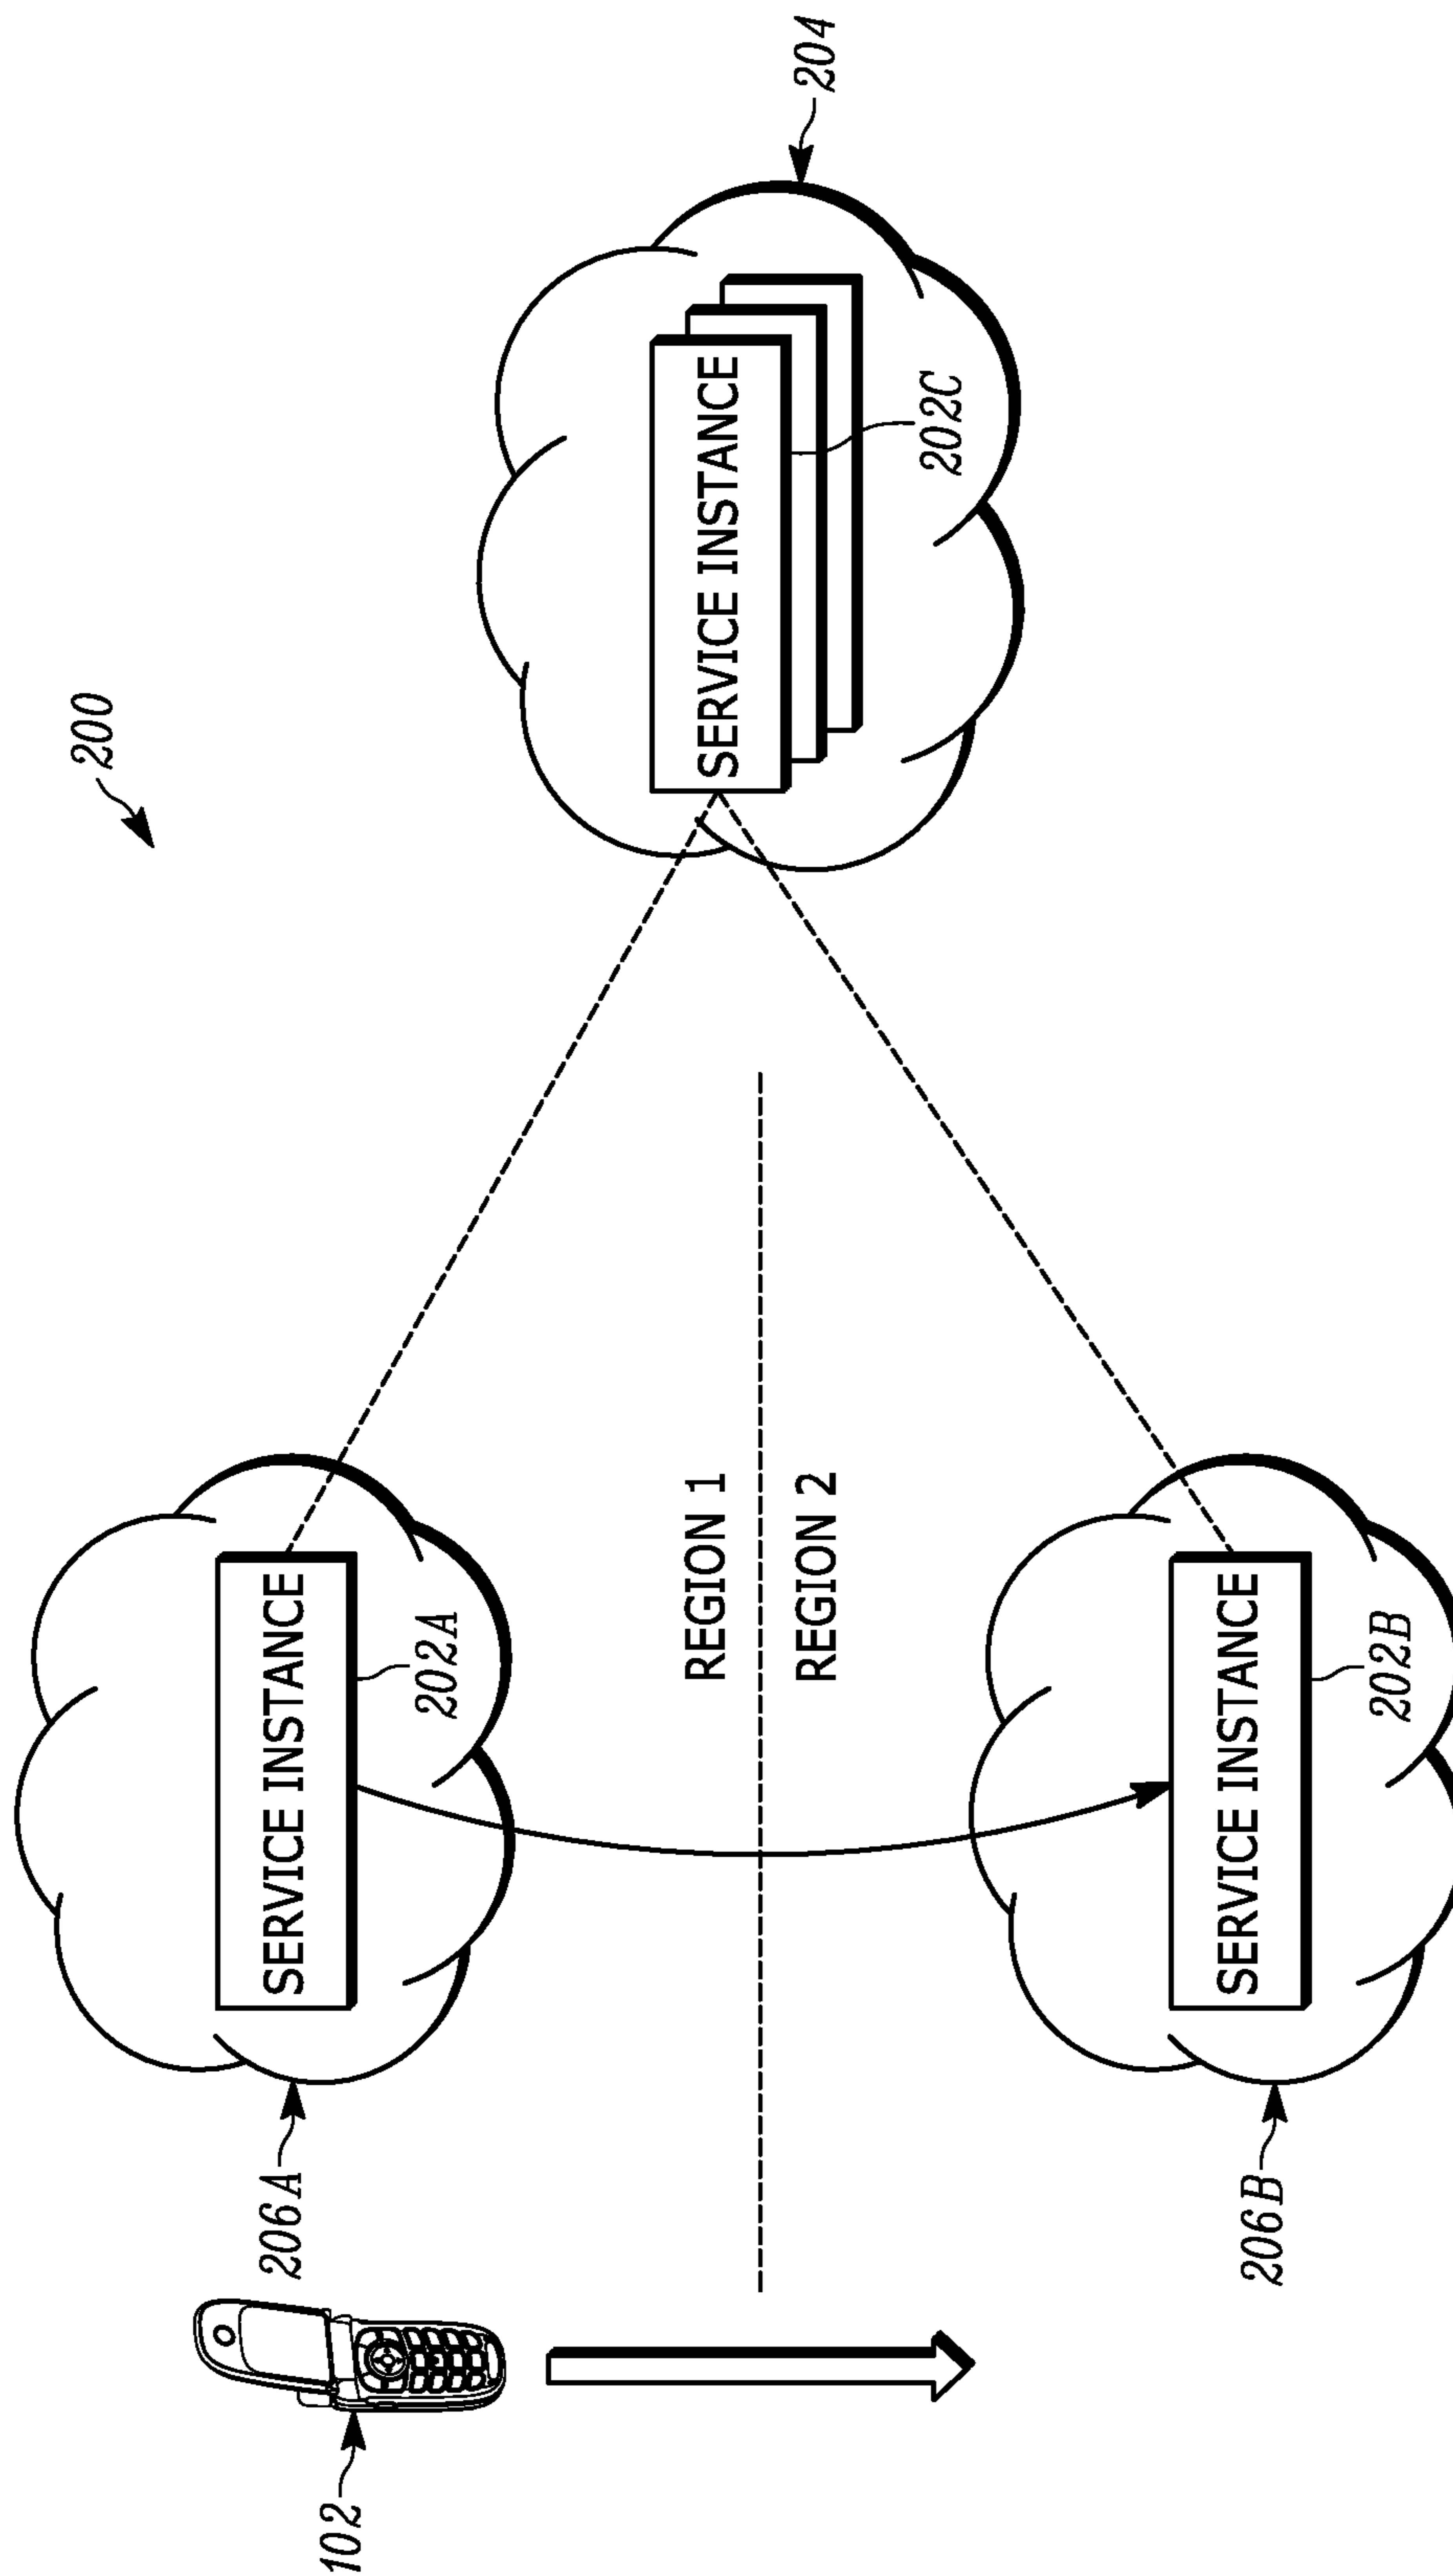 200
204
SERVICE INSTANCE
202C
206A
SERVICE INSTANCE
202A
102
REGION 1
REGION 2
206B
SERVICE INSTANCE
202B